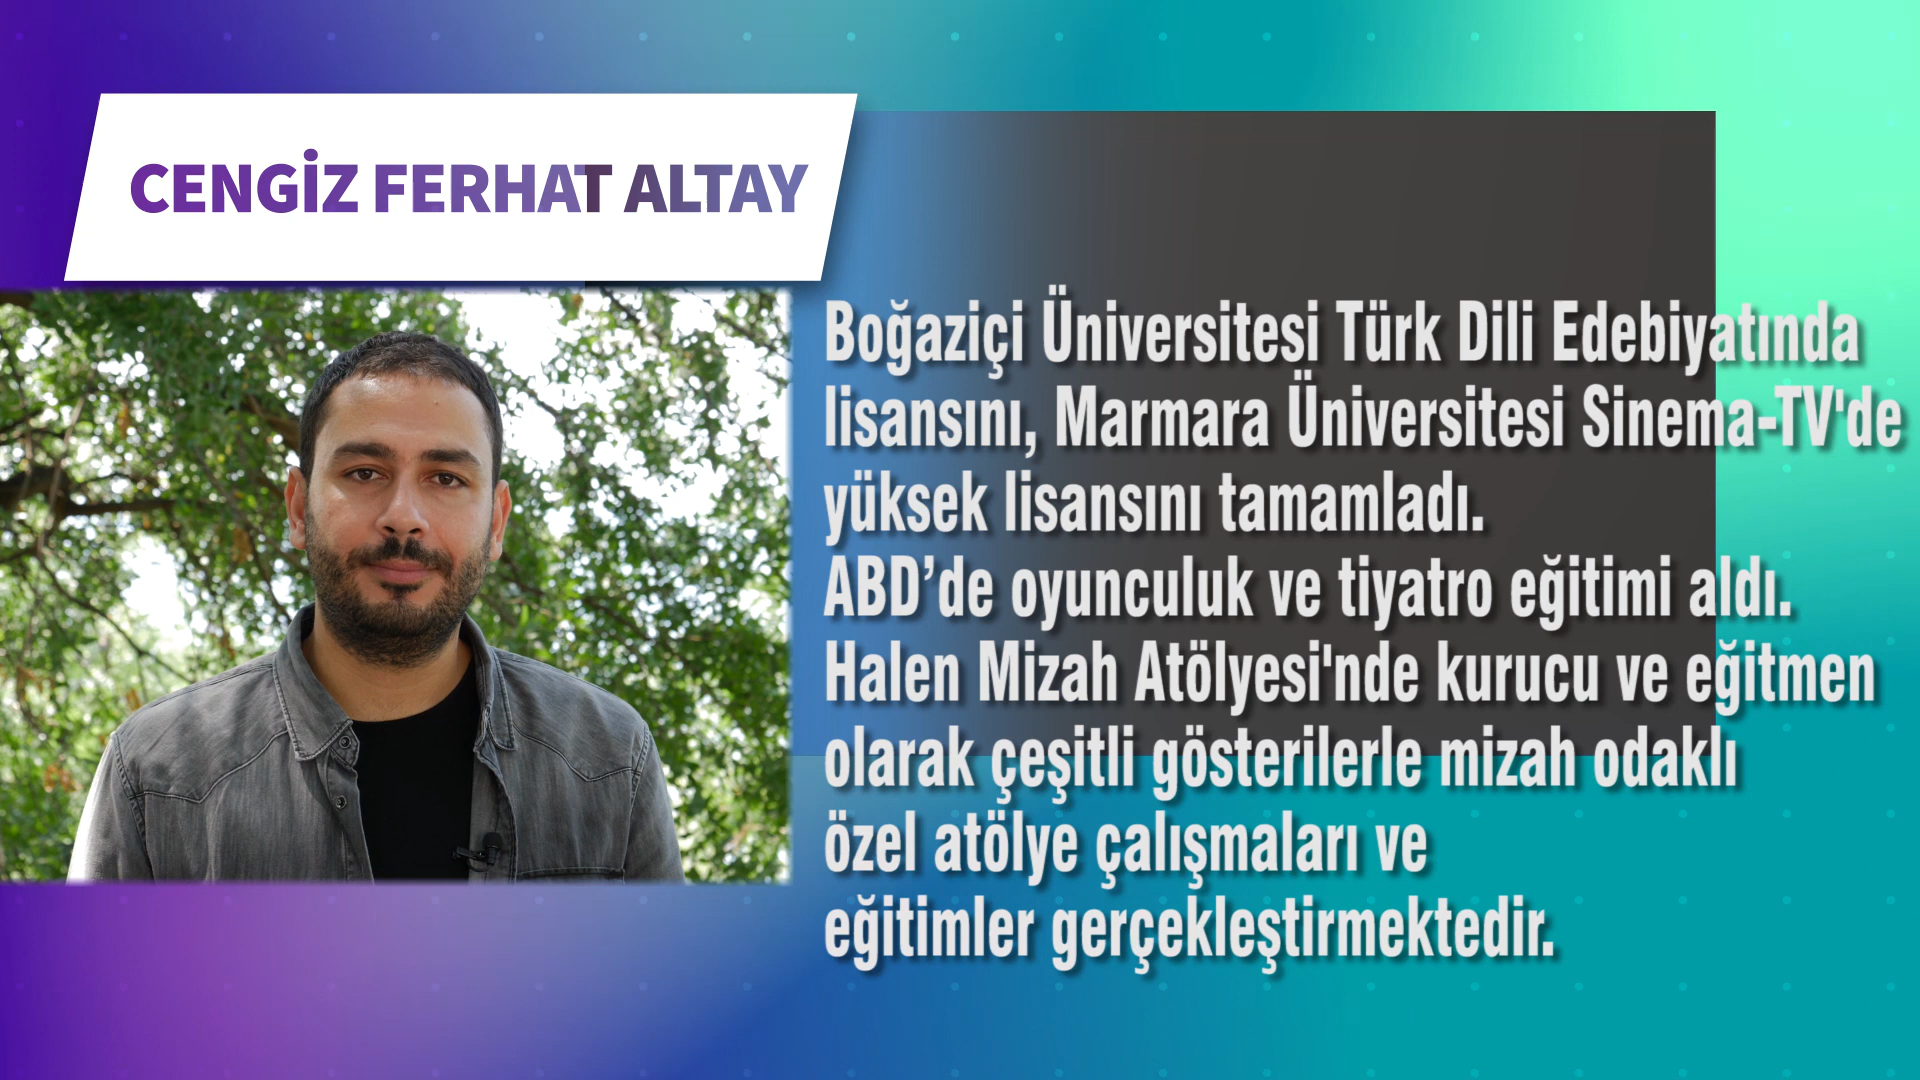 CENGİZ FERHAT ALTAY
Boğaziçi Üniversitesi Türk Dili Edebiyatında
lisansını, Marmara Üniversitesi Sinema-TV'de
yüksek lisansını tamamladı.
ABD’de oyunculuk ve tiyatro eğitimi aldı.
Halen Mizah Atölyesi'nde kurucu ve eğitmen
olarak çeşitli gösterilerle mizah odaklı
özel atölye çalışmaları ve
eğitimler gerçekleştirmektedir.